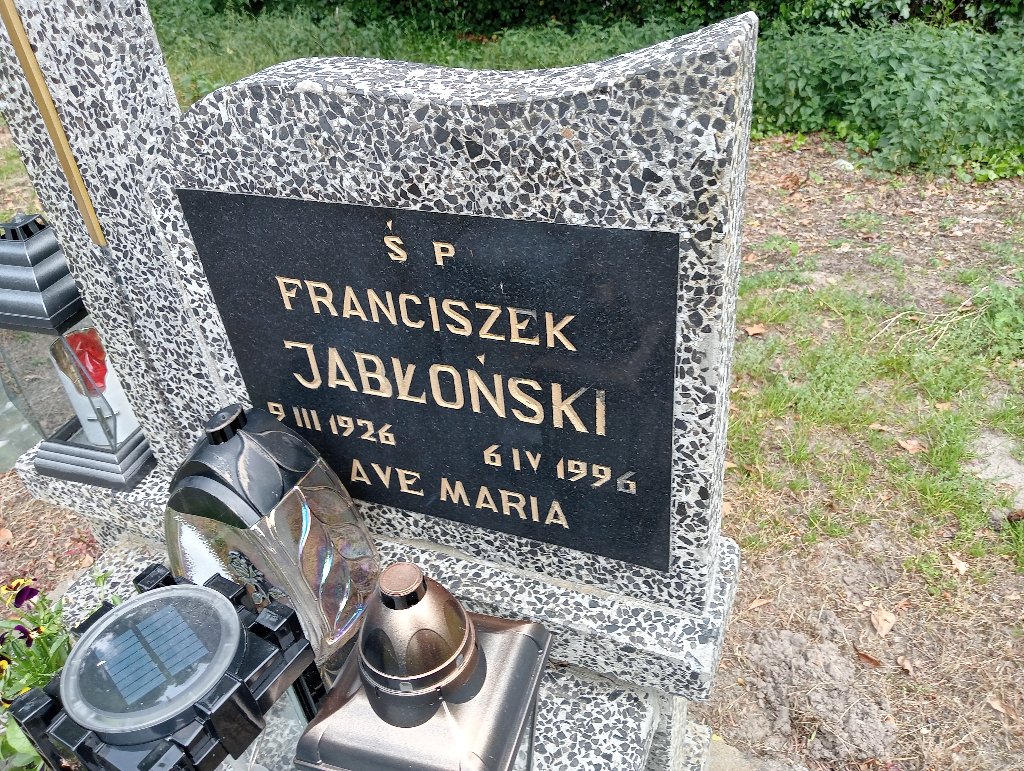 Ś P
FRANCISZEK
JABŁOŃSKI
9 III 1926
6 IV 1996
AVE MARIA